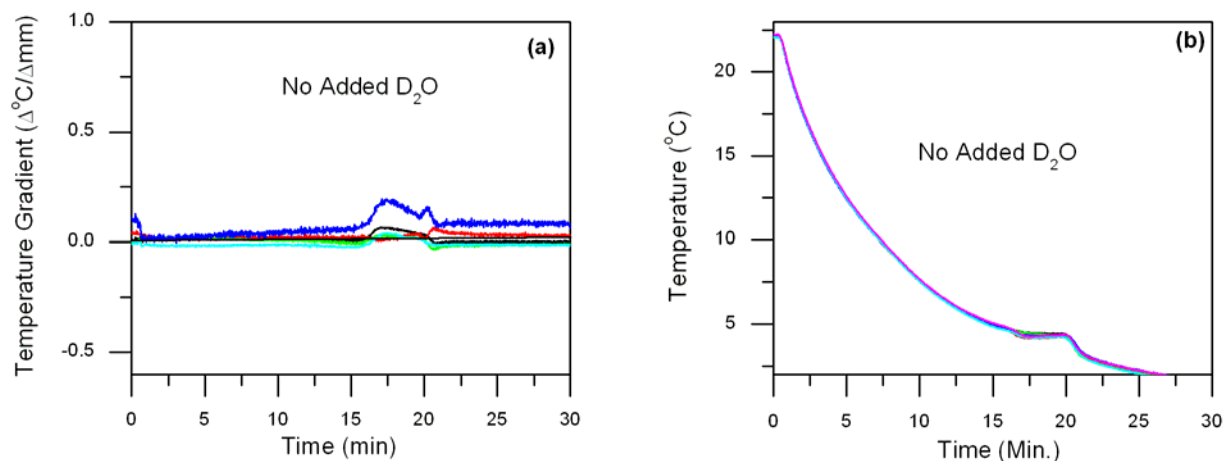 (a)
No Added D₂O
Temperature Gradient (Δ°C/Δmm)
1.0
0.5
0.0
-0.5
0 5 10 15 20 25 30
Time (min)
(b)
No Added D₂O
Temperature (°C)
20
15
10
5
0 5 10 15 20 25 30
Time (Min.)